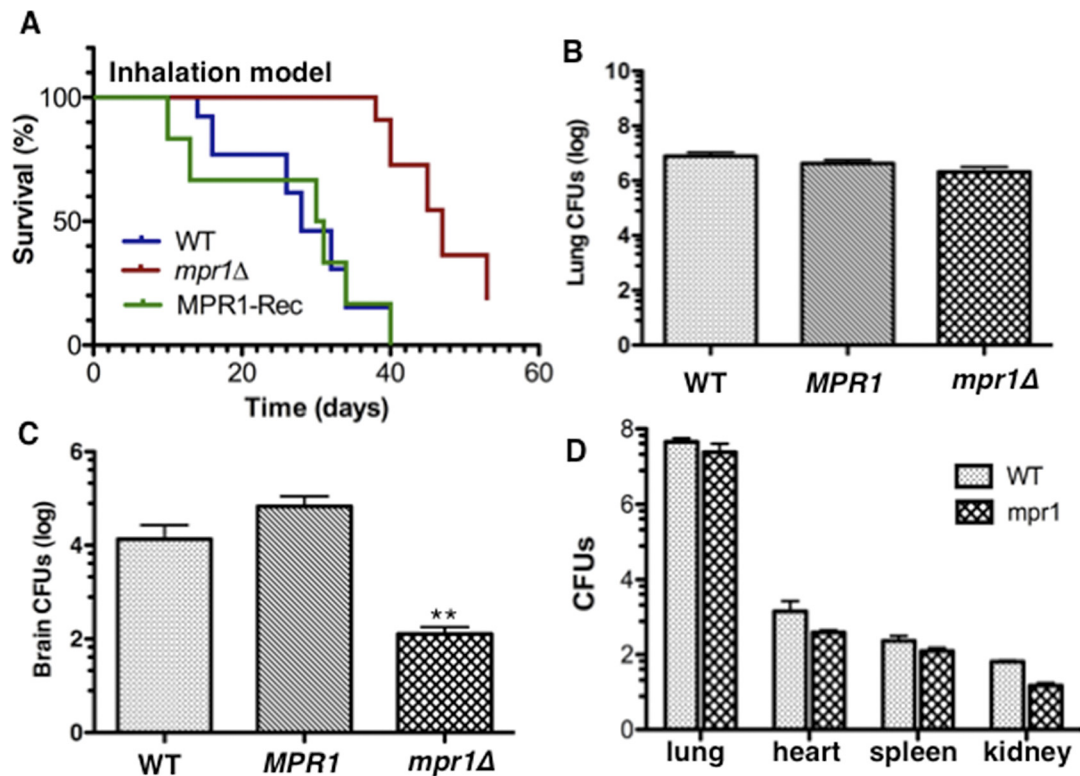 A
Inhalation model
Survival (%)
100
50
0
WT
mpr1Δ
MPR1-Rec
0 20 40 60
Time (days)
B
Lung CFUs (log)
10
8
6
4
2
0
WT MPR1 mpr1Δ
C
Brain CFUs (log)
6
4
2
0
**
WT MPR1 mpr1Δ
D
CFUs
8
6
4
2
0
WT
mpr1
lung heart spleen kidney